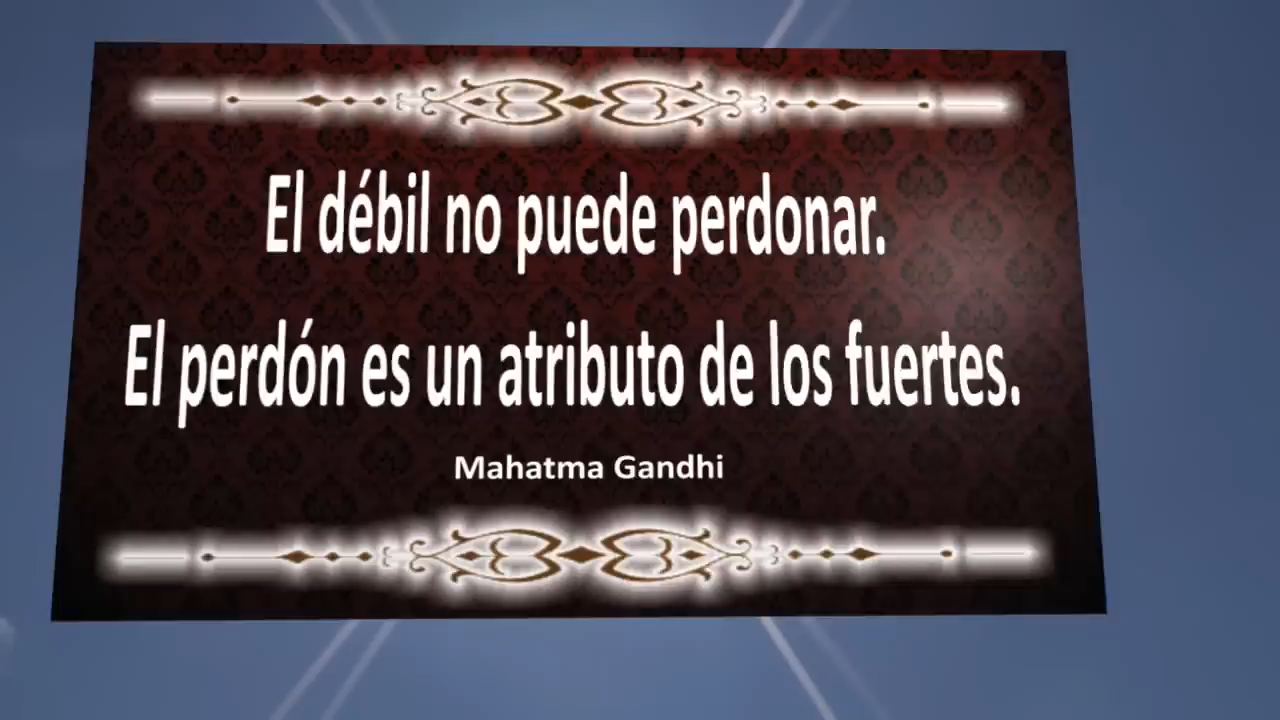 El débil no puede perdonar.
El perdón es un atributo de los fuertes.
Mahatma Gandhi